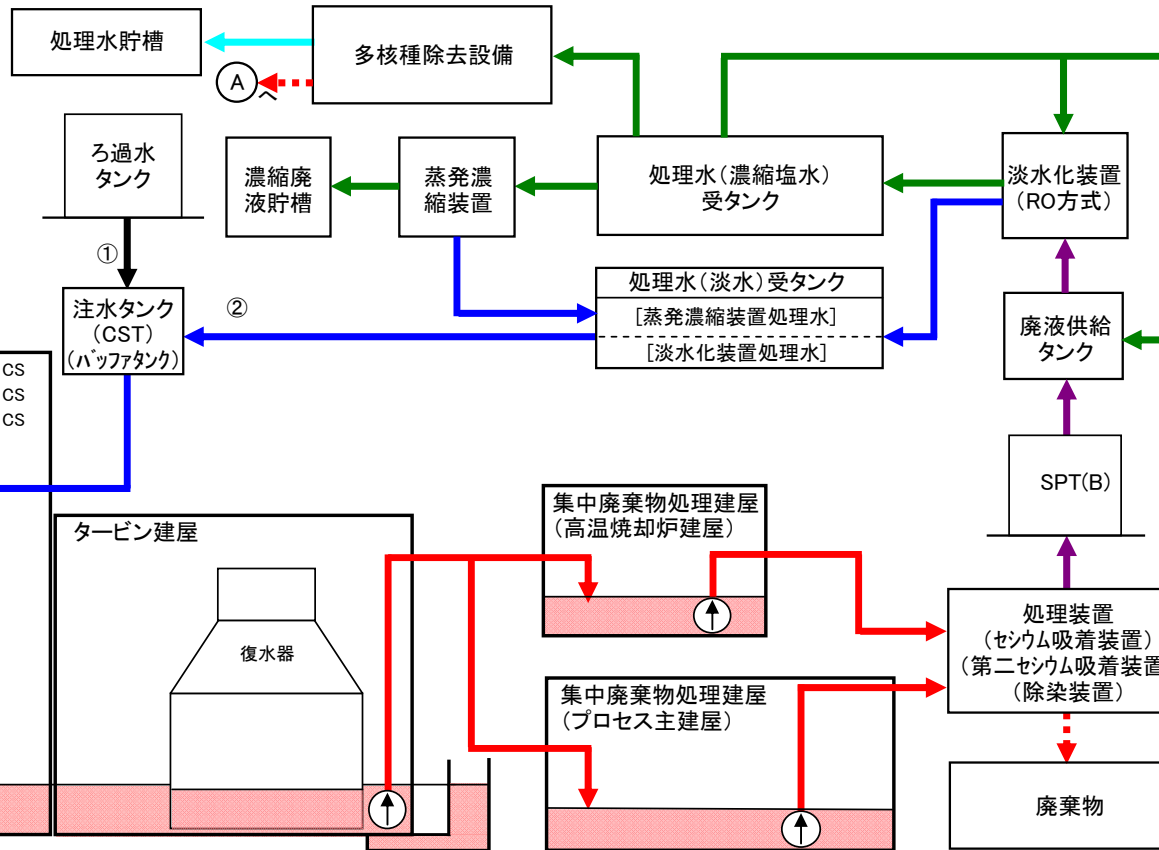 処理水貯槽
多核種除去設備
A
へ
ろ過水
タンク
濃縮廃
液貯槽
蒸発濃
縮装置
処理水(濃縮塩水)
受タンク
淡水化装置
(RO方式)
①
注水タンク
(CST)
(バッファタンク)
②
処理水(淡水)受タンク
[蒸発濃縮装置処理水]
[淡水化装置処理水]
廃液供給
タンク
CS
CS
CS
SPT(B)
タービン建屋
復水器
集中廃棄物処理建屋
(高温焼却炉建屋)
集中廃棄物処理建屋
(プロセス主建屋)
処理装置
(セシウム吸着装置)
(第二セシウム吸着装置
(除染装置)
廃棄物